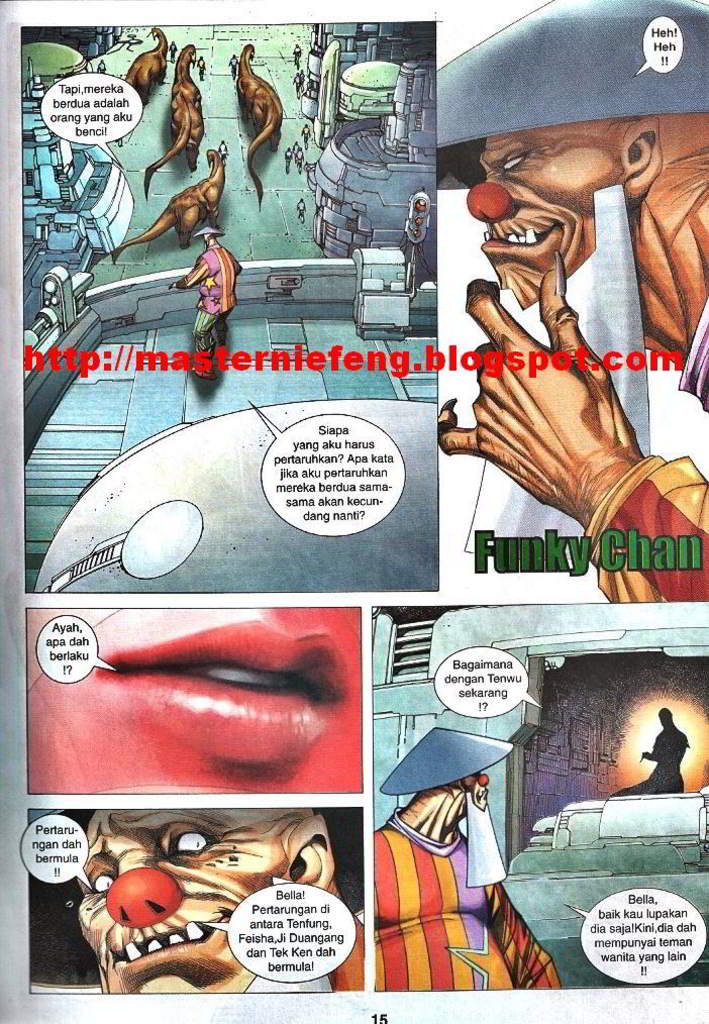 Tapi,mereka
berdua adalah
orang yang aku
benci!
Heh!
Heh
!!
http://masterniefeng.blogspot.com
Siapa
yang aku harus
pertaruhkan? Apa kata
jika aku pertaruhkan
mereka berdua sama-
sama akan kecun-
dang nanti?
Funky Chan
Ayah,
apa dah
berlaku
!?
Bagaimana
dengan Tenwu
sekarang
!?
Pertaru-
ngan dah
bermula
!!
Bella!
Pertarungan di
antara Tenfung,
Feisha,Ji Duangang
dan Tek Ken dah
bermula!
Bella,
baik kau lupakan
dia saja!Kini,dia dah
mempunyai teman
wanita yang lain
!!
15